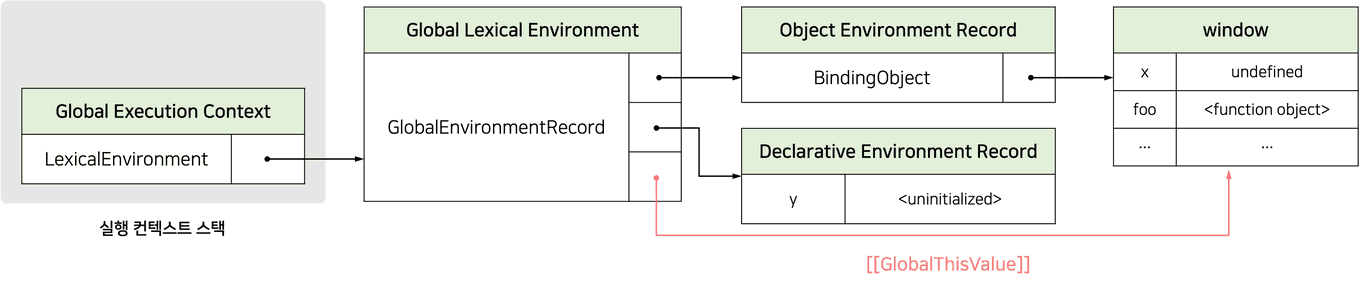 Global Execution Context
LexicalEnvironment
실행 컨텍스트 스택
Global Lexical Environment
GlobalEnvironmentRecord
Object Environment Record
BindingObject
Declarative Environment Record
y <uninitialized>
window
x undefined
foo <function object>
... ...
[[GlobalThisValue]]